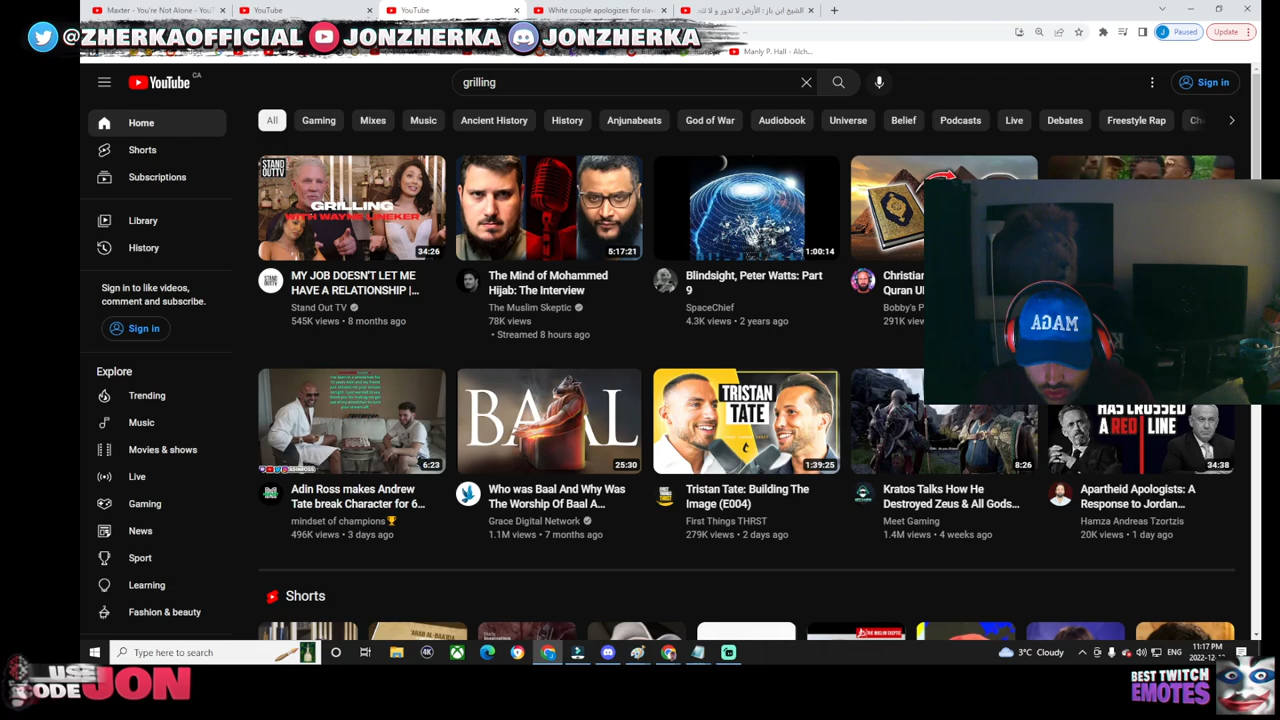 Maxter - You're Not Alone - YouTub
YouTube
YouTube
White couple apologizes for slav
الشيخ ابن باز : الأرض لا تدور و لا تتـ
@ZHERKAOFFICIAL
JONZHERKA
JONZHERKA
Paused
Update
Manly P. Hall - Alch...
YouTube CA
grilling
Sign in
Home
Shorts
Subscriptions
Library
History
Sign in to like videos,
comment and subscribe.
Sign in
Explore
Trending
Music
Movies & shows
Live
Gaming
News
Sport
Learning
Fashion & beauty
All
Gaming
Mixes
Music
Ancient History
History
Anjunabeats
God of War
Audiobook
Universe
Belief
Podcasts
Live
Debates
Freestyle Rap
STAND
OUTTV
GRILLING
WITH WAYNE LINEKER
34:26
MY JOB DOESN'T LET ME
HAVE A RELATIONSHIP |...
Stand Out TV
545K views • 8 months ago
5:17:21
The Mind of Mohammed
Hijab: The Interview
The Muslim Skeptic
78K views
• Streamed 8 hours ago
1:00:14
Blindsight, Peter Watts: Part
9
SpaceChief
4.3K views • 2 years ago
Christian
Quran U
Bobby's P
291K view
MAGA
6:23
Adin Ross makes Andrew
Tate break Character for 6...
mindset of champions🏆
496K views • 3 days ago
BAAL
25:30
Who was Baal And Why Was
The Worship Of Baal A...
Grace Digital Network
1.1M views • 7 months ago
TRISTAN
TATE
1:39:25
Tristan Tate: Building The
Image (E004)
First Things THRST
279K views • 2 days ago
8:26
Kratos Talks How He
Destroyed Zeus & All Gods...
Meet Gaming
1.4M views • 4 weeks ago
HAS CROSSED
A RED LINE
34:38
Apartheid Apologists: A
Response to Jordan...
Hamza Andreas Tzortzis
20K views • 1 day ago
Shorts
THE MUSLIM SKEPTIC
Type here to search
3°C Cloudy
ENG
11:17 PM
USE
CODE JON
BEST TWITCH
EMOTES